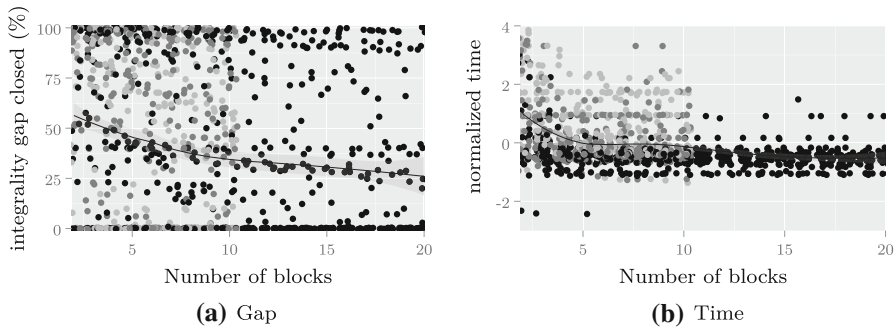 integrality gap closed (%)
100
75
50
25
0
5 10 15 20
Number of blocks
(a) Gap
normalized time
4
2
0
-2
5 10 15 20
Number of blocks
(b) Time